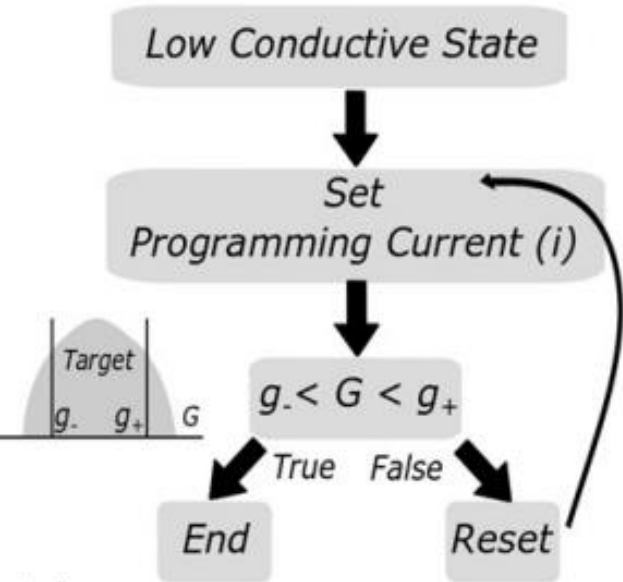 Low Conductive State
Set
Programming Current (i)
Target
g- g+ G
g-< G < g+
True False
End Reset